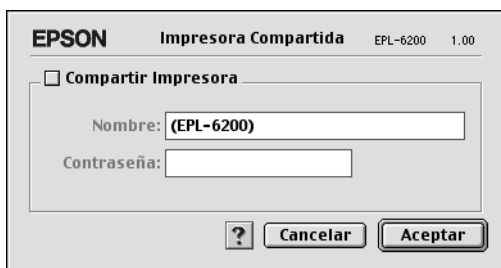 EPSON Impresora Compartida EPL-6200 1.00
Compartir Impresora
Nombre: (EPL-6200)
Contraseña:
? Cancelar Aceptar